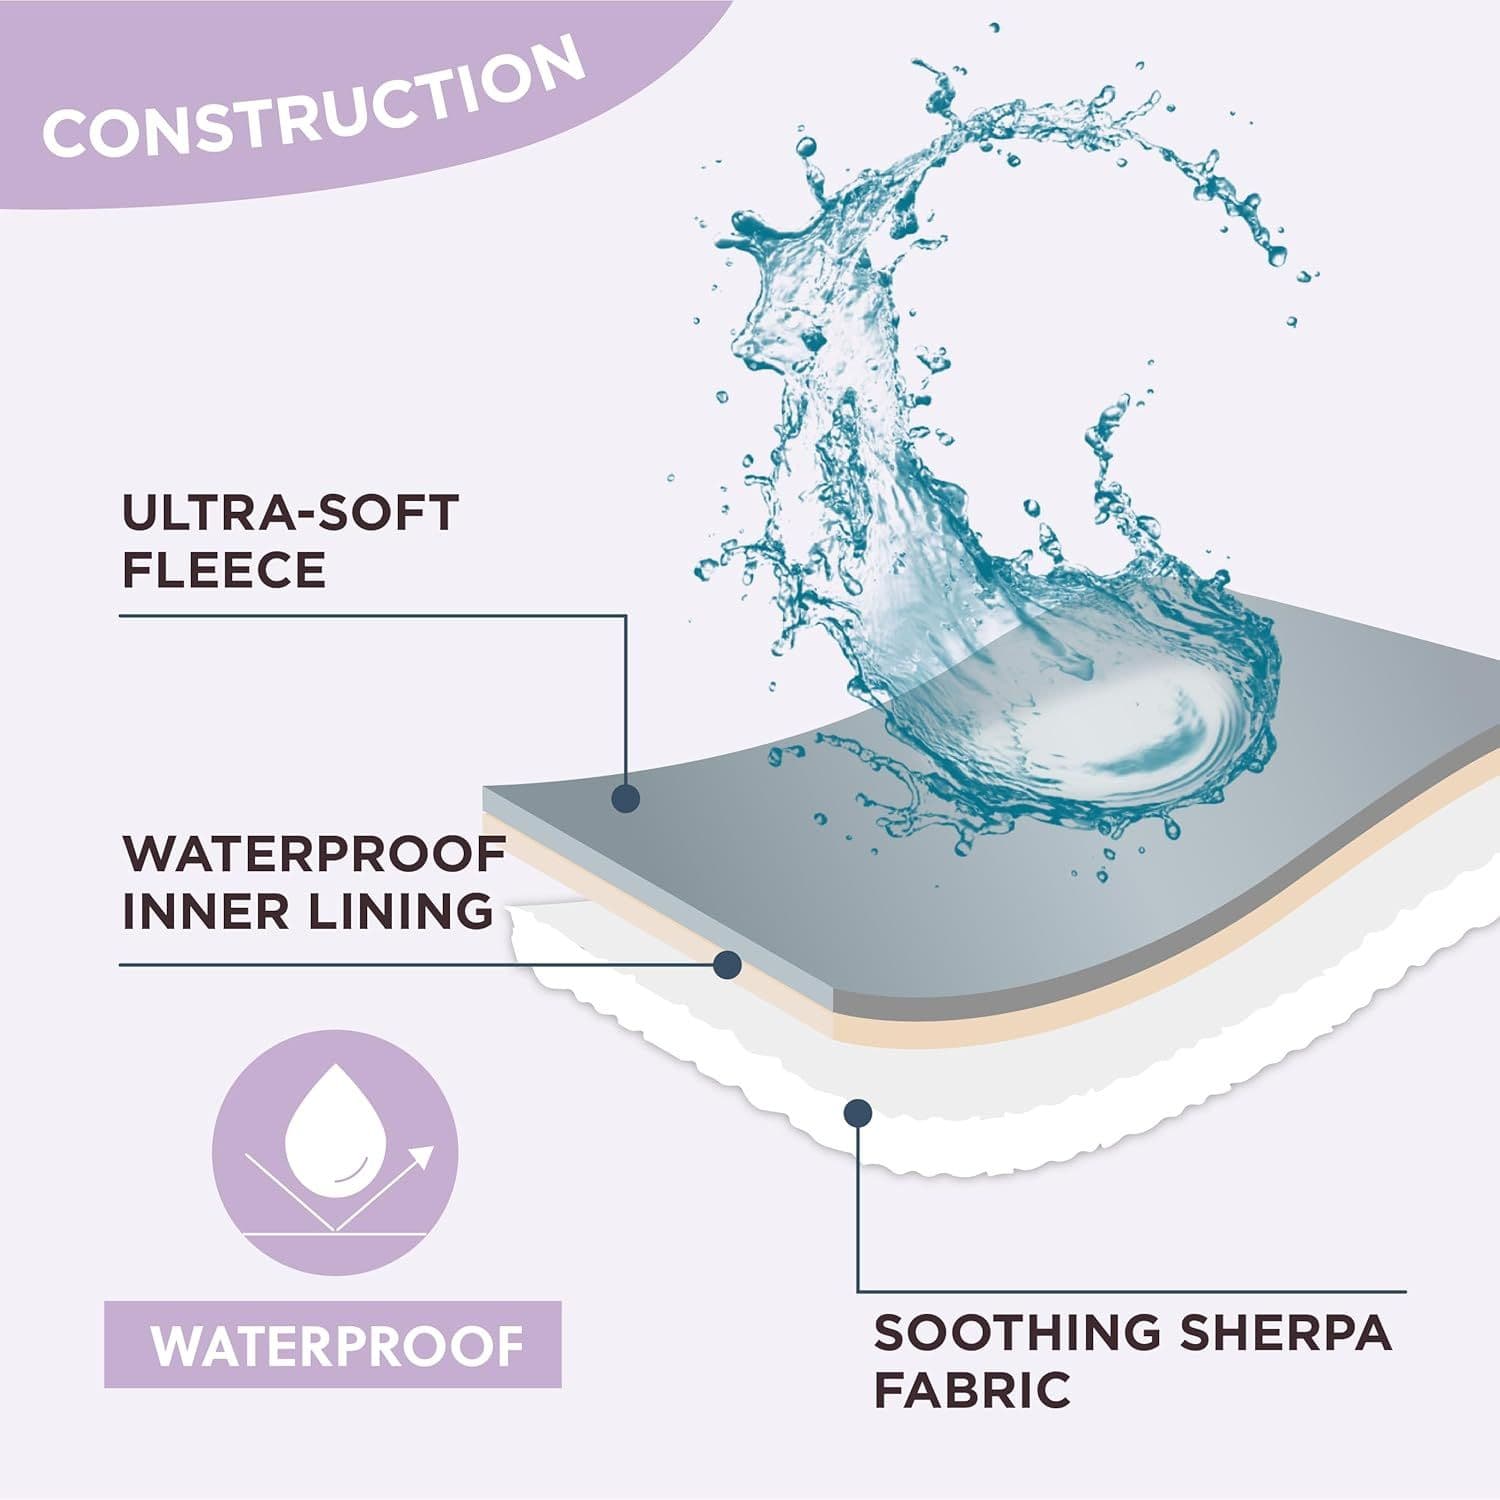 CONSTRUCTION
ULTRA-SOFT
FLEECE
WATERPROOF
INNER LINING
WATERPROOF
SOOTHING SHERPA
FABRIC